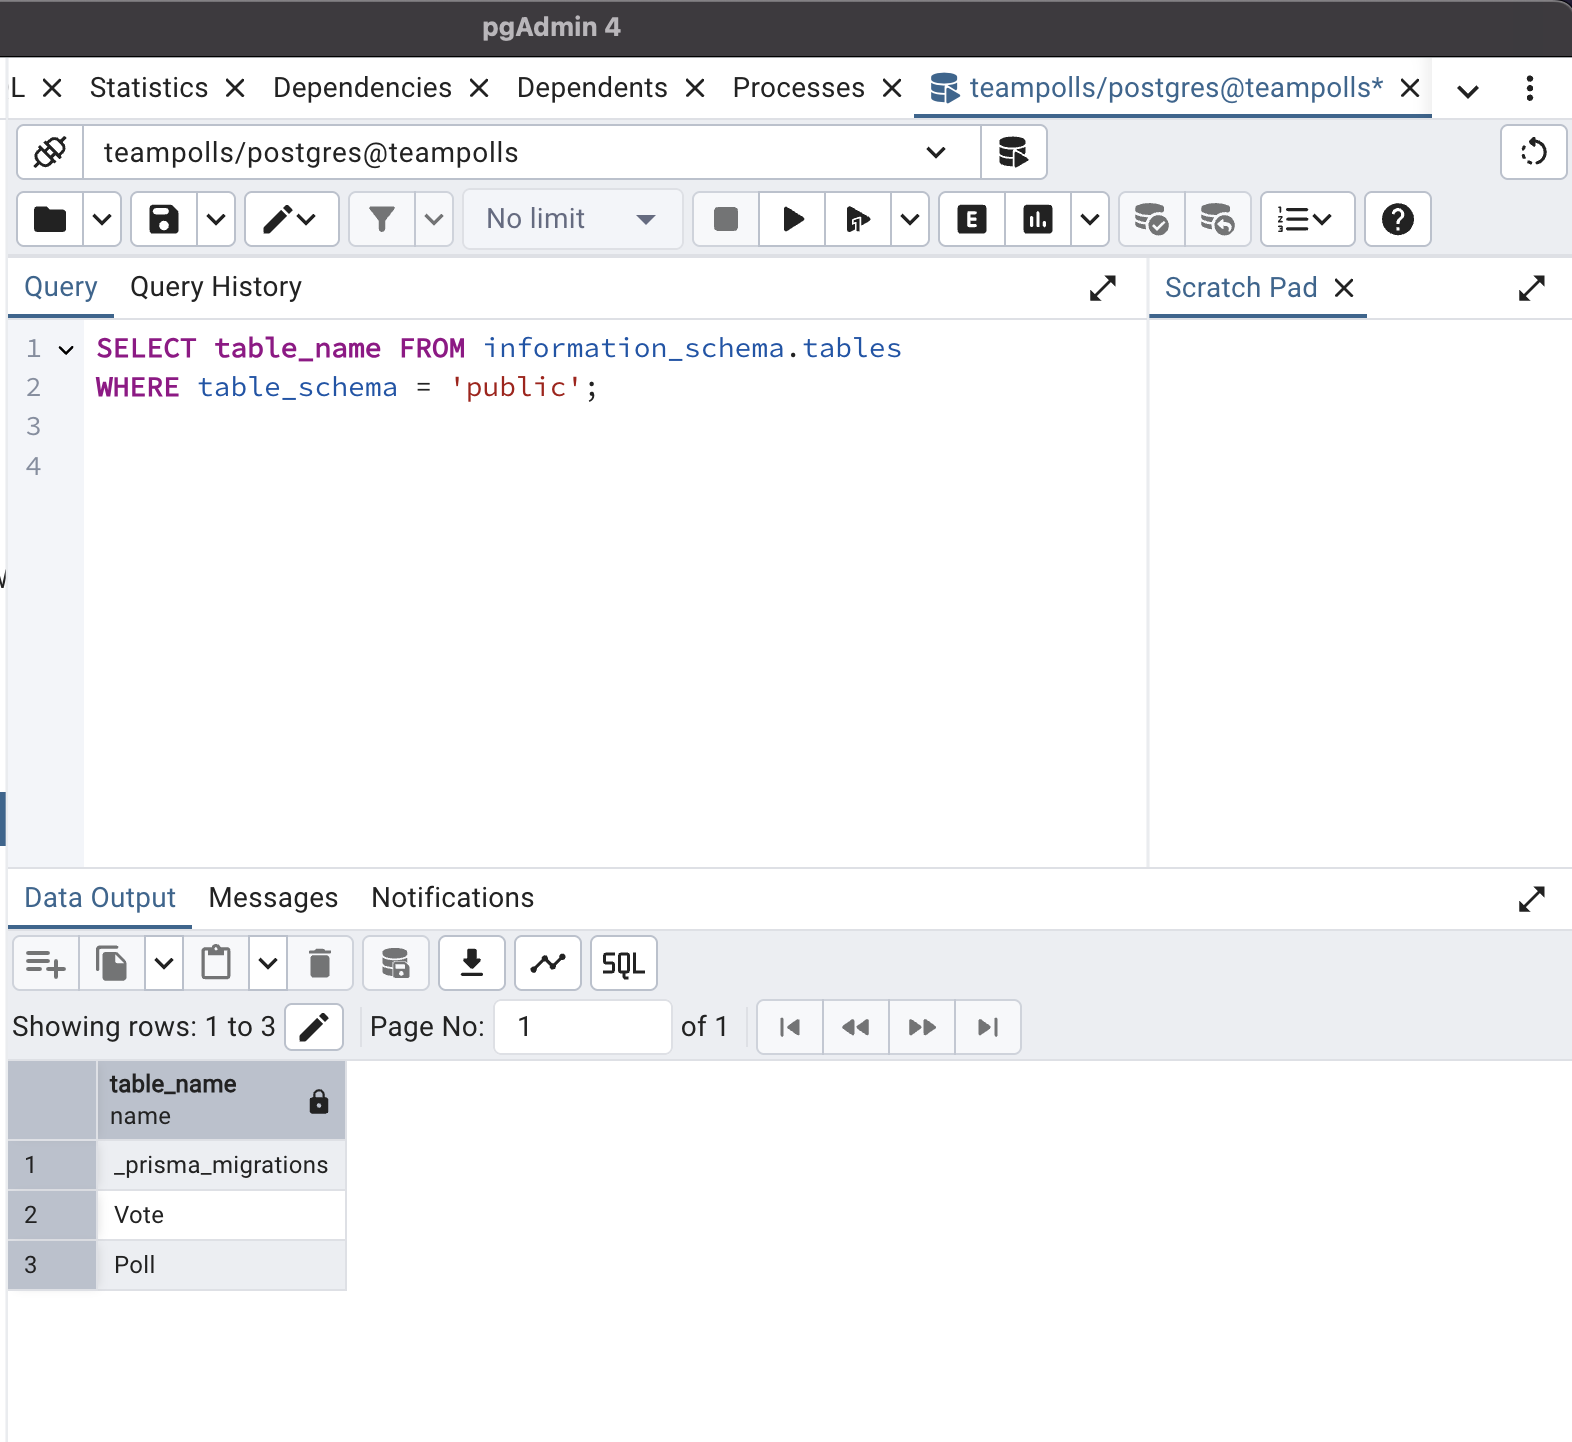 pgAdmin 4
L Statistics Dependencies Dependents Processes teampolls/postgres@teampolls*
teampolls/postgres@teampolls
No limit
Query Query History
Scratch Pad
1 SELECT table_name FROM information_schema.tables
2 WHERE table_schema = 'public';
3
4
Data Output Messages Notifications
SQL
Showing rows: 1 to 3 Page No: 1 of 1
table_name
name
1 _prisma_migrations
2 Vote
3 Poll